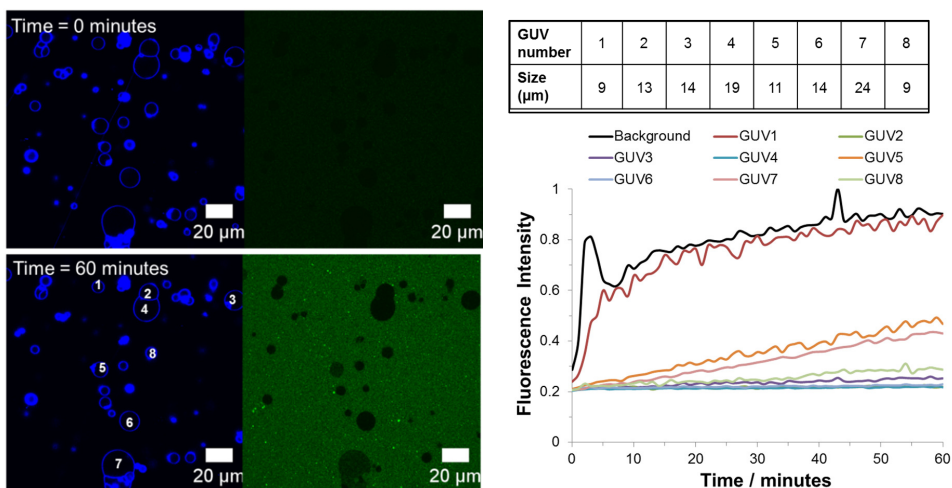 Time = 0 minutes
20 µm
20 µm
Time = 60 minutes
1
2
3
4
8
5
6
7
20 µm
20 µm
GUV number 1 2 3 4 5 6 7 8
Size (µm) 9 13 14 19 11 14 24 9
Background GUV1 GUV2
GUV3 GUV4 GUV5
GUV6 GUV7 GUV8
Fluorescence Intensity
1
0.8
0.6
0.4
0.2
0
0 10 20 30 40 50 60
Time / minutes